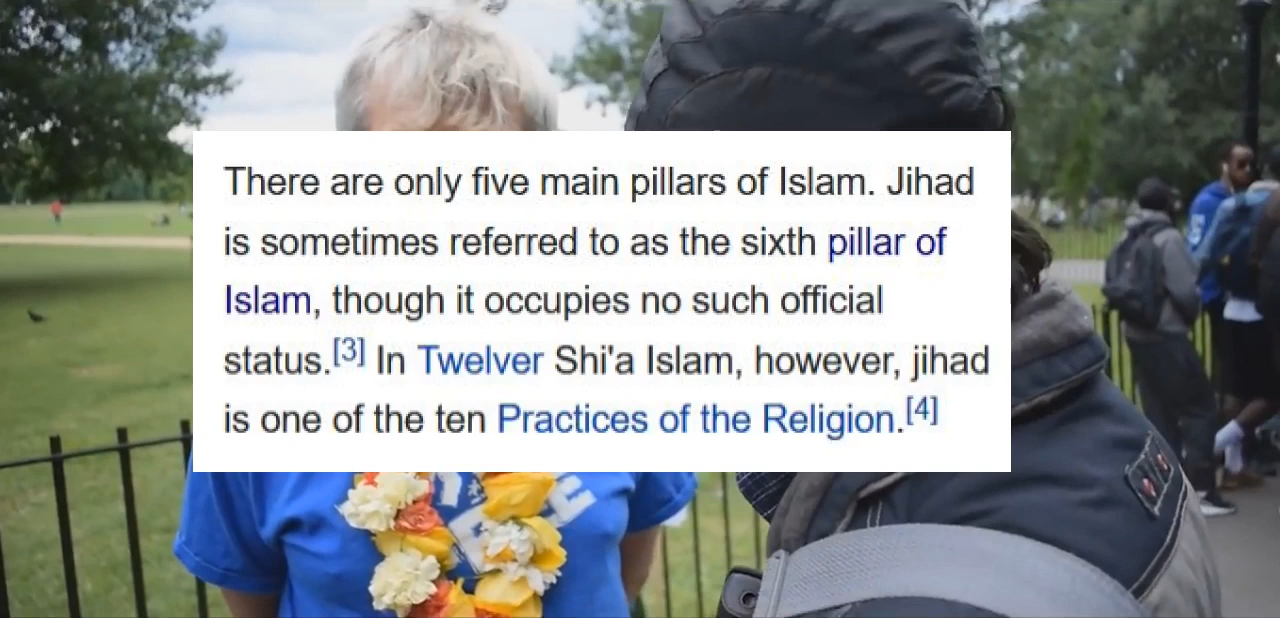 There are only five main pillars of Islam. Jihad
is sometimes referred to as the sixth pillar of
Islam, though it occupies no such official
status.[3] In Twelver Shi'a Islam, however, jihad
is one of the ten Practices of the Religion.[4]